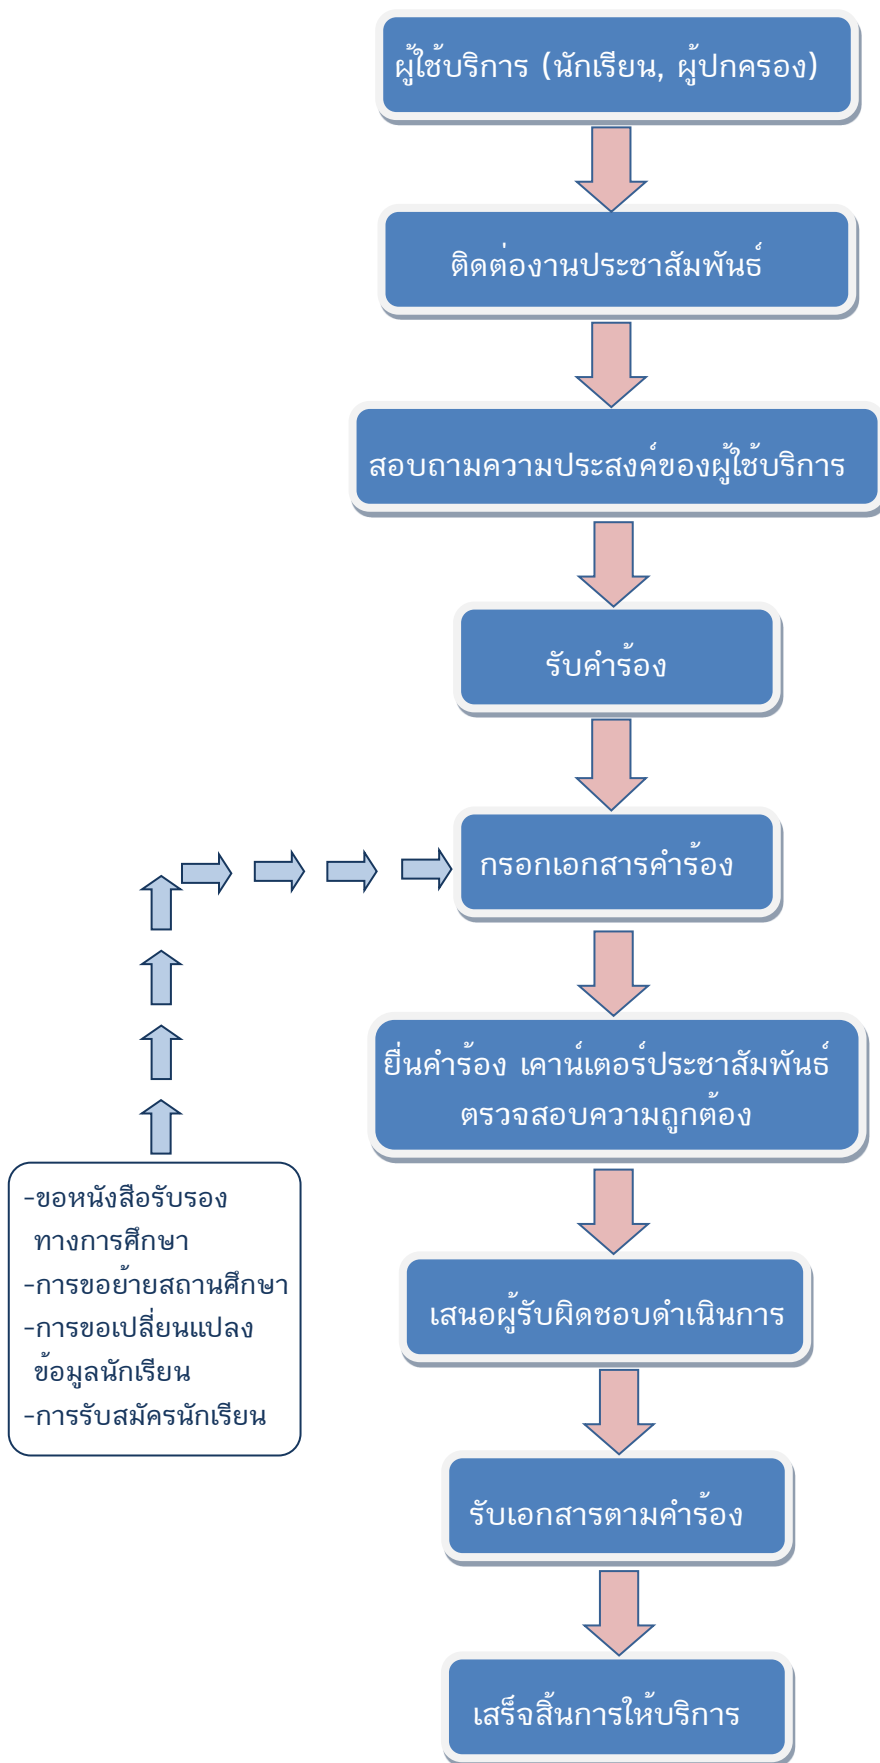 ผู้ใช้บริการ (นักเรียน, ผู้ปกครอง)
ติดต่องานประชาสัมพันธ์
สอบถามความประสงค์ของผู้ใช้บริการ
รับคำร้อง
กรอกเอกสารคำร้อง
ยื่นคำร้อง เคาน์เตอร์ประชาสัมพันธ์
ตรวจสอบความถูกต้อง
-ขอหนังสือรับรอง
ทางการศึกษา
-การขอย้ายสถานศึกษา
-การขอเปลี่ยนแปลง
ข้อมูลนักเรียน
-การรับสมัครนักเรียน
เสนอผู้รับผิดชอบดำเนินการ
รับเอกสารตามคำร้อง
เสร็จสิ้นการให้บริการ